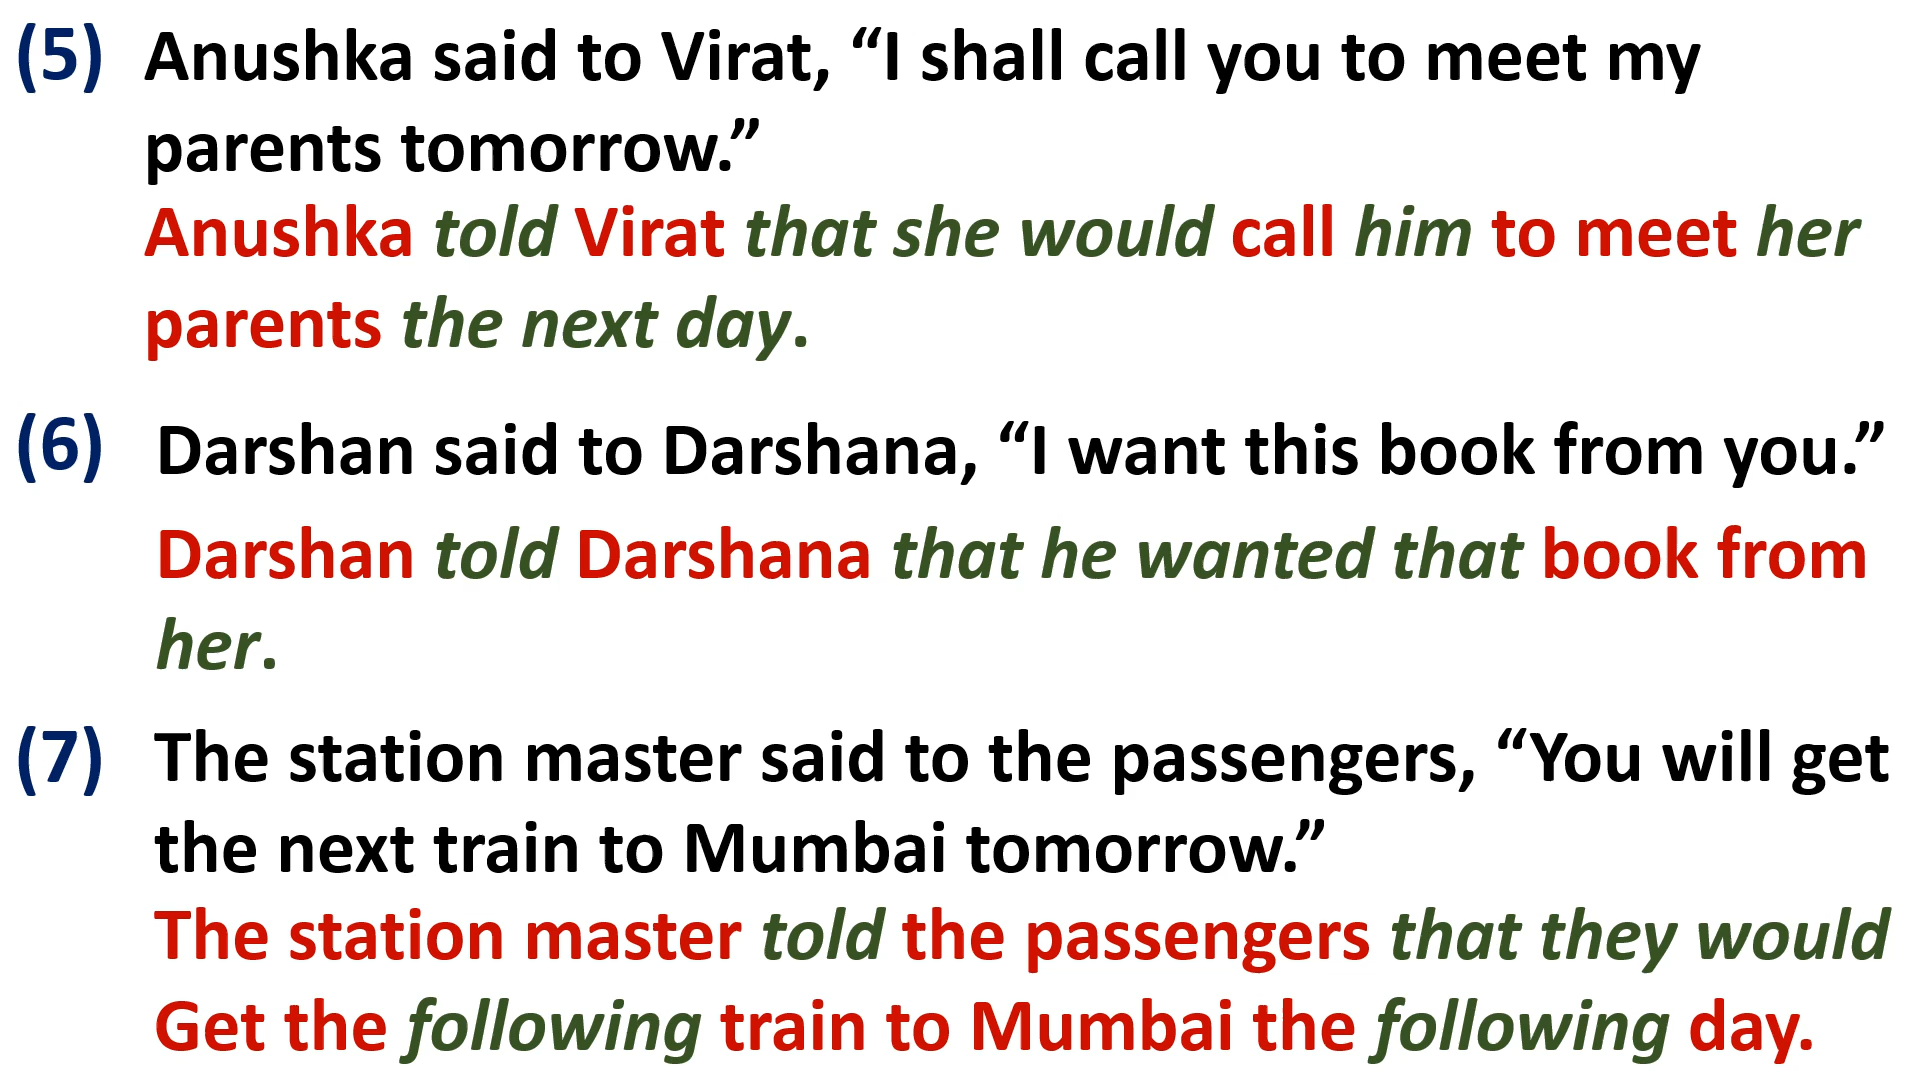 (5) Anushka said to Virat, “I shall call you to meet my
parents tomorrow.”
Anushka told Virat that she would call him to meet her
parents the next day.
(6) Darshan said to Darshana, “I want this book from you.”
Darshan told Darshana that he wanted that book from
her.
(7) The station master said to the passengers, “You will get
the next train to Mumbai tomorrow.”
The station master told the passengers that they would
Get the following train to Mumbai the following day.